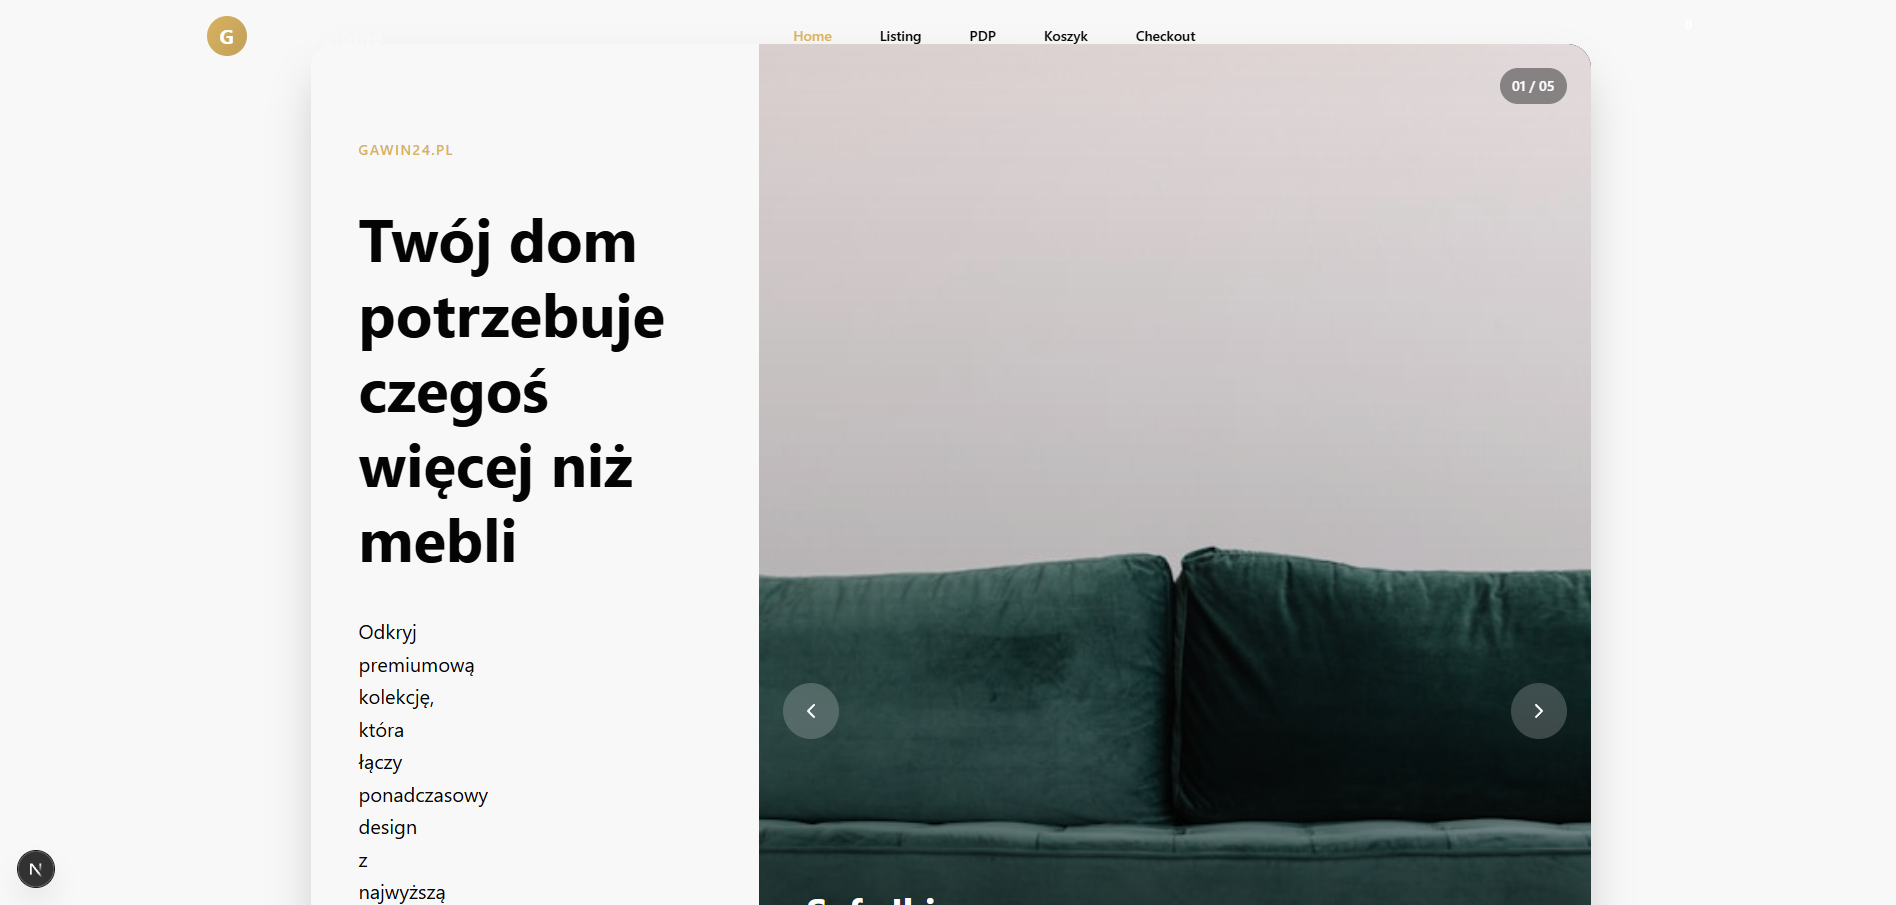 G
Home Listing PDP Koszyk Checkout
01 / 05
GAWIN24.PL
Twój dom
potrzebuje
czegoś
więcej niż
mebli
Odkryj
premiumową
kolekcję,
która
łączy
ponadczasowy
design
z
najwyższą
N